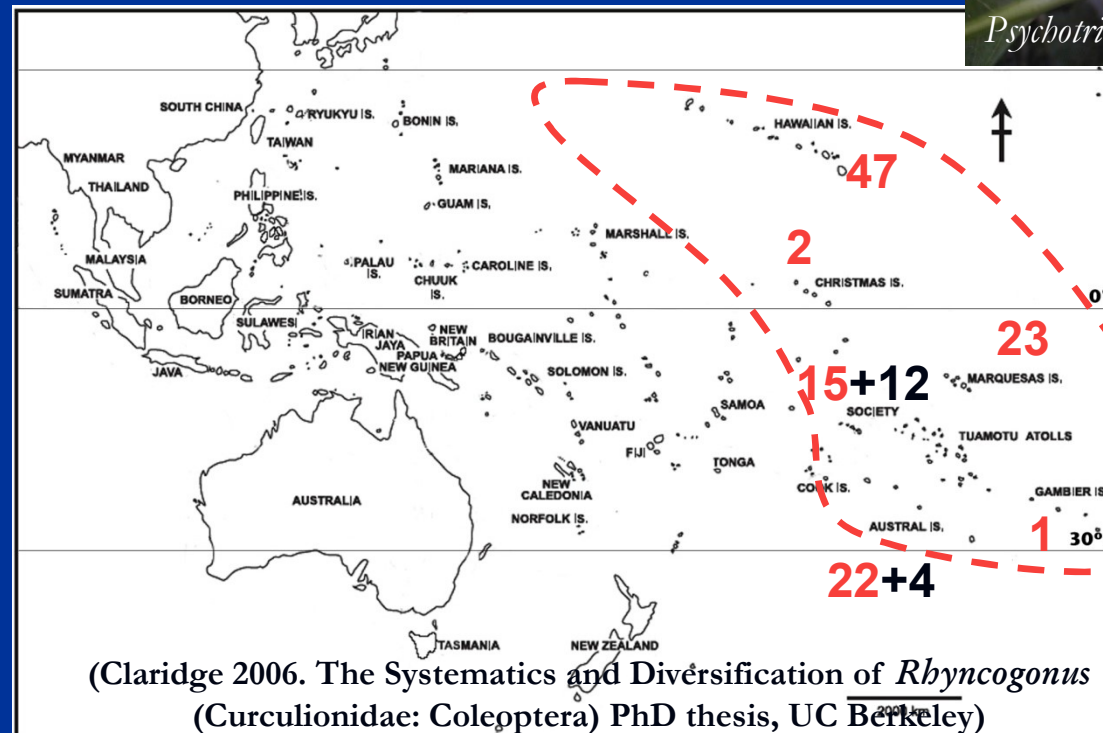 Psychotri
SOUTH CHINA
RYUKYU IS.
BONIN IS.
HAWAIIAN IS.
TAIWAN
MYANMAR
MARIANA IS.
47
THAILAND
PHILIPPINE IS.
GUAM IS.
MARSHALL IS.
2
MALAYSIA
PALAU
IS.
CHUUK
IS.
CAROLINE IS.
CHRISTMAS IS.
SUMATRA
BORNEO
0°
SULAWESI
IRIAN
JAYA
NEW
BRITAIN
BOUGAINVILLE IS.
23
PAPUA
NEW GUINEA
JAVA
SOLOMON IS.
15+12
MARQUESAS IS.
SAMOA
SOCIETY
VANUATU
TUAMOTU ATOLLS
FIJI
TONGA
NEW
CALEDONIA
COOK IS.
GAMBIER IS
AUSTRALIA
NORFOLK IS.
AUSTRAL IS.
1
30°
22+4
TASMANIA
NEW ZEALAND
(Claridge 2006. The Systematics and Diversification of Rhyncogonus
2000 km
(Curculionidae: Coleoptera) PhD thesis, UC Berkeley)